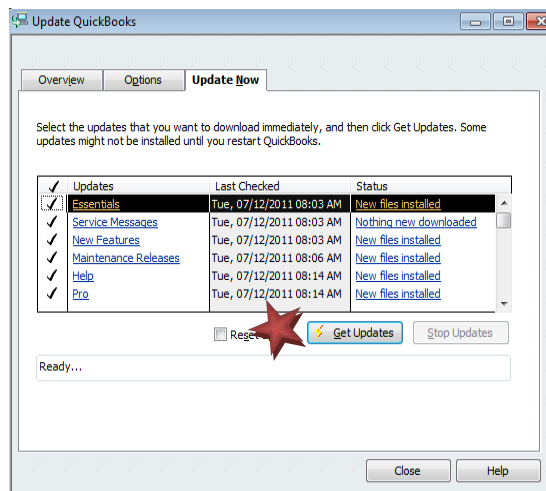 Update QuickBooks
Overview Options Update Now
Select the updates that you want to download immediately, and then click Get Updates. Some
updates might not be installed until you restart QuickBooks.
Updates Last Checked Status
Essentials Tue, 07/12/2011 08:03 AM New files installed
Service Messages Tue, 07/12/2011 08:03 AM Nothing new downloaded
New Features Tue, 07/12/2011 08:03 AM New files installed
Maintenance Releases Tue, 07/12/2011 08:06 AM New files installed
Help Tue, 07/12/2011 08:14 AM New files installed
Pro Tue, 07/12/2011 08:14 AM New files installed
Reset Get Updates Stop Updates
Ready...
Close Help